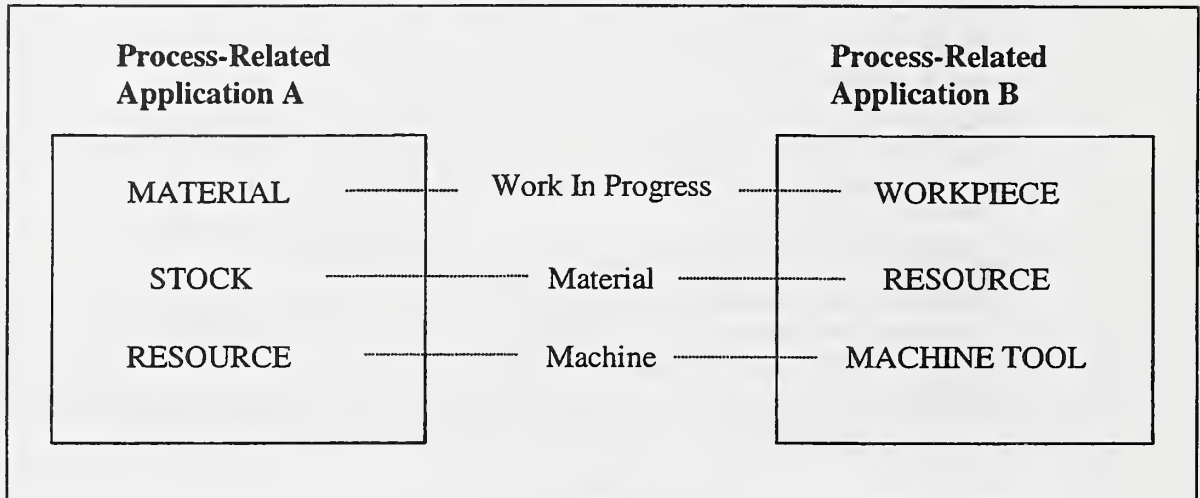 Process-Related
Application A
Process-Related
Application B
MATERIAL Work In Progress WORKPIECE
STOCK Material RESOURCE
RESOURCE Machine MACHINE TOOL